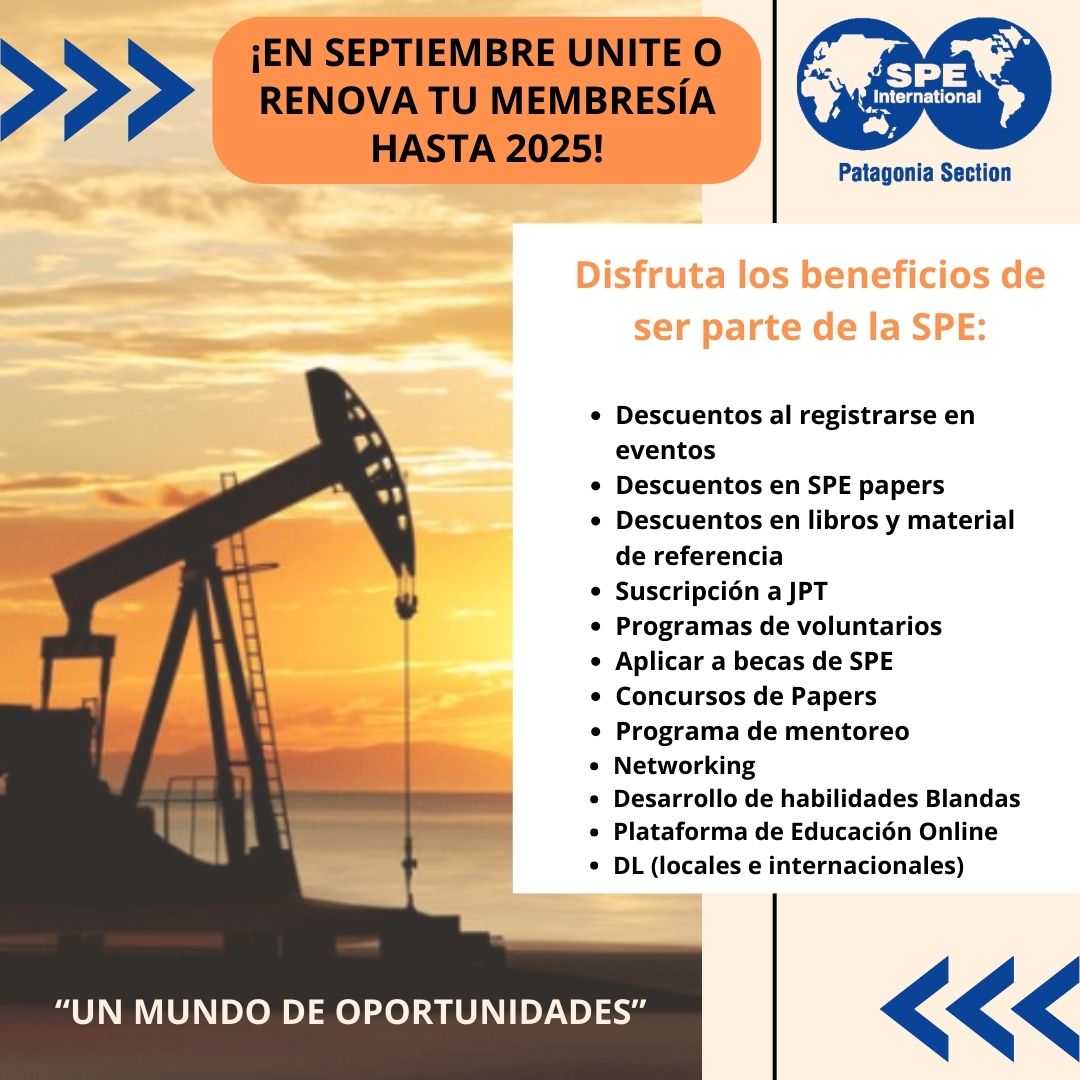 ¡EN SEPTIEMBRE UNITE O
RENOVA TU MEMBRESÍA
HASTA 2025!
SPE
International
Patagonia Section
Disfruta los beneficios de
ser parte de la SPE:
• Descuentos al registrarse en
eventos
• Descuentos en SPE papers
• Descuentos en libros y material
de referencia
• Suscripción a JPT
• Programas de voluntarios
• Aplicar a becas de SPE
• Concursos de Papers
• Programa de mentoreo
• Networking
• Desarrollo de habilidades Blandas
• Plataforma de Educación Online
• DL (locales e internacionales)
“UN MUNDO DE OPORTUNIDADES”